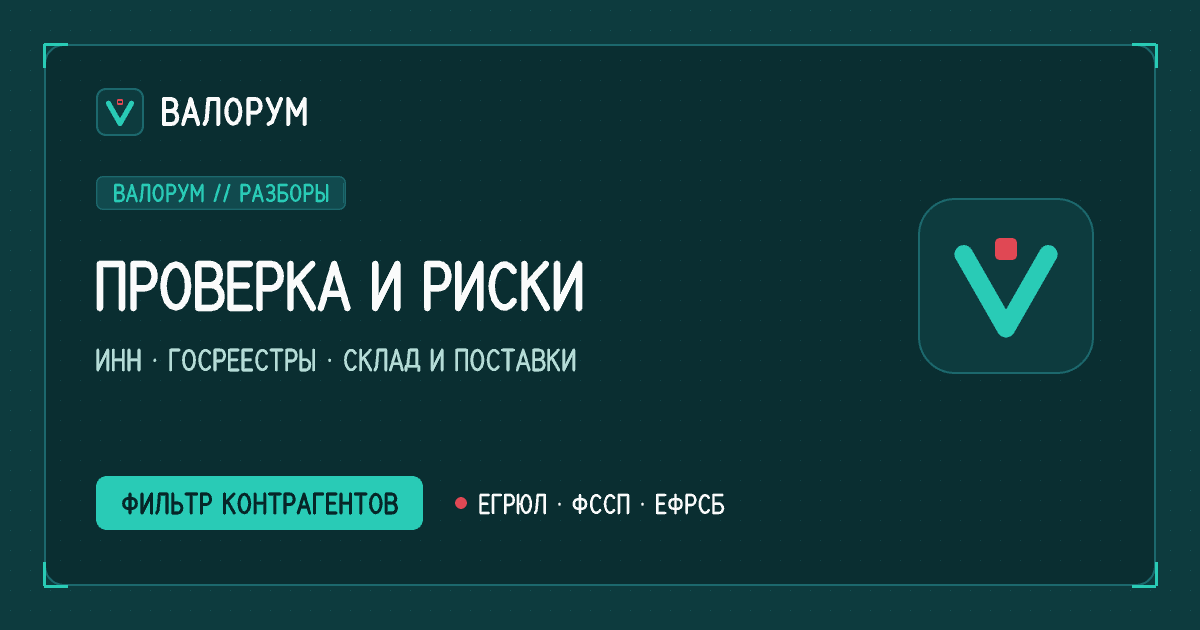 ВАЛОРУМ
ВАЛОРУМ // РАЗБОРЫ
ПРОВЕРКА И РИСКИ
ИНН · ГОСРЕЕСТРЫ · СКЛАД И ПОСТАВКИ
ФИЛЬТР КОНТРАГЕНТОВ
ЕГРЮЛ · ФССП · ЕФРСБ